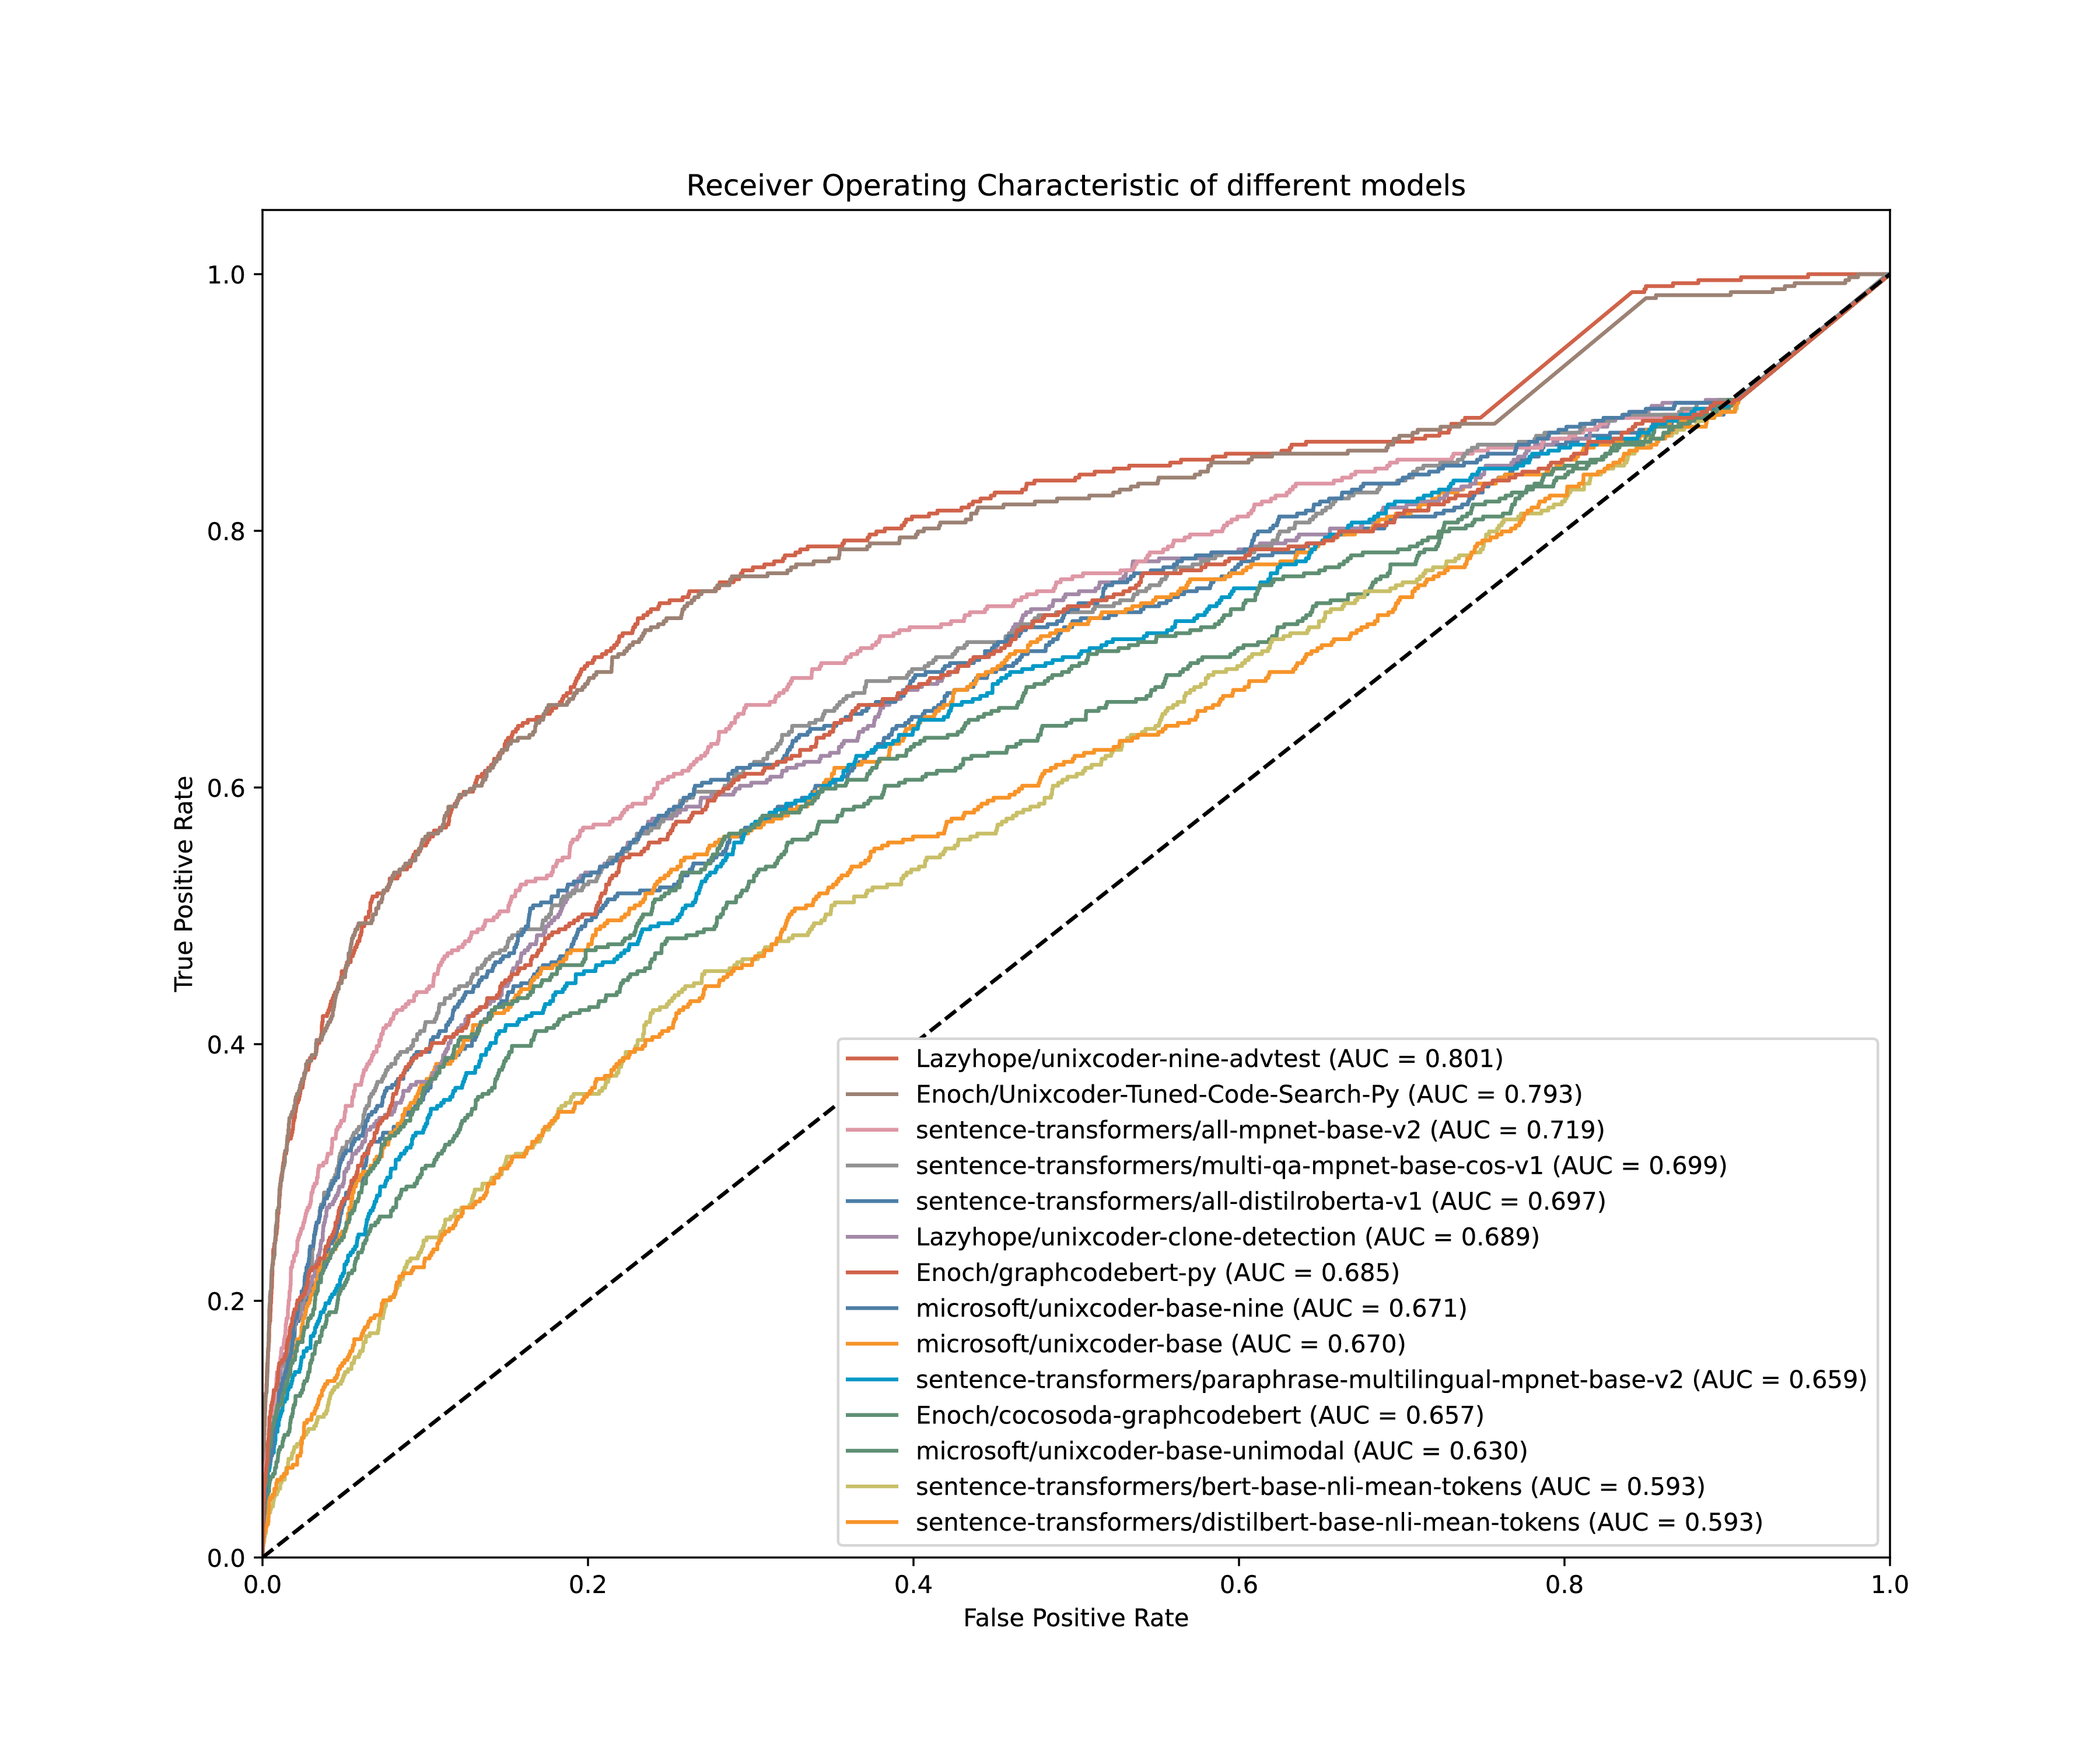 Receiver Operating Characteristic of different models
1.0
0.8
0.6
0.4
0.2
0.0
True Positive Rate
Lazyhope/unixcoder-nine-advtest (AUC = 0.801)
Enoch/Unixcoder-Tuned-Code-Search-Py (AUC = 0.793)
sentence-transformers/all-mpnet-base-v2 (AUC = 0.719)
sentence-transformers/multi-qa-mpnet-base-cos-v1 (AUC = 0.699)
sentence-transformers/all-distilroberta-v1 (AUC = 0.697)
Lazyhope/unixcoder-clone-detection (AUC = 0.689)
Enoch/graphcodebert-py (AUC = 0.685)
microsoft/unixcoder-base-nine (AUC = 0.671)
microsoft/unixcoder-base (AUC = 0.670)
sentence-transformers/paraphrase-multilingual-mpnet-base-v2 (AUC = 0.659)
Enoch/cocosoda-graphcodebert (AUC = 0.657)
microsoft/unixcoder-base-unimodal (AUC = 0.630)
sentence-transformers/bert-base-nli-mean-tokens (AUC = 0.593)
sentence-transformers/distilbert-base-nli-mean-tokens (AUC = 0.593)
0.0 0.2 0.4 0.6 0.8 1.0
False Positive Rate